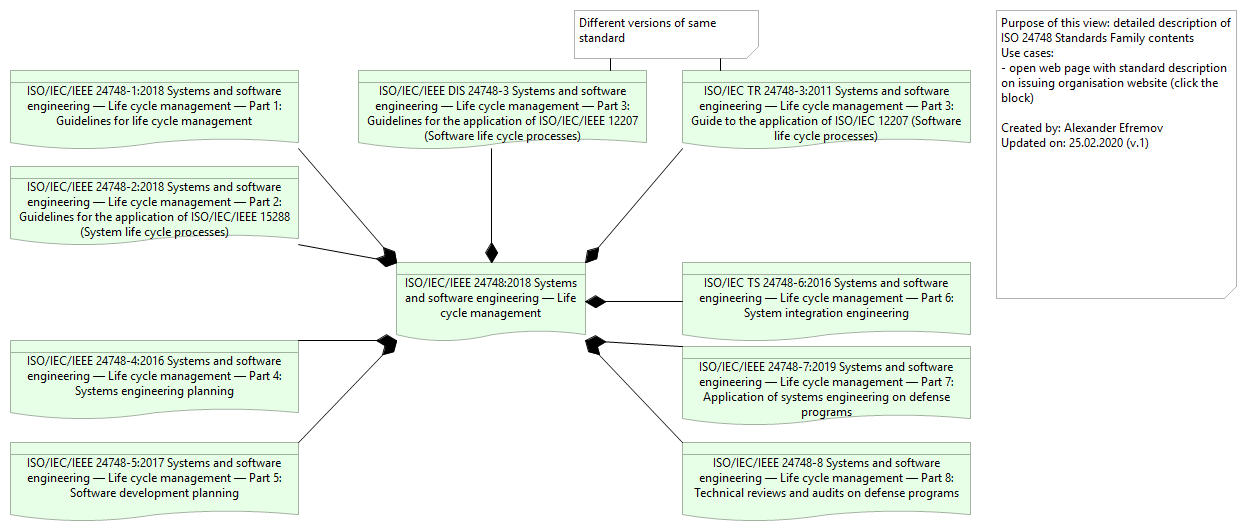 Different versions of same
standard
Purpose of this view: detailed description of
ISO 24748 Standards Family contents
Use cases:
- open web page with standard description
on issuing organisation website (click the
block)
Created by: Alexander Efremov
Updated on: 25.02.2020 (v.1)
ISO/IEC/IEEE 24748-1:2018 Systems and software
engineering — Life cycle management — Part 1:
Guidelines for life cycle management
ISO/IEC/IEEE DIS 24748-3 Systems and software
engineering — Life cycle management — Part 3:
Guidelines for the application of ISO/IEC/IEEE 12207
(Software life cycle processes)
ISO/IEC TR 24748-3:2011 Systems and software
engineering — Life cycle management — Part 3:
Guide to the application of ISO/IEC 12207 (Software
life cycle processes)
ISO/IEC/IEEE 24748-2:2018 Systems and software
engineering — Life cycle management — Part 2:
Guidelines for the application of ISO/IEC/IEEE 15288
(System life cycle processes)
ISO/IEC/IEEE 24748:2018 Systems
and software engineering — Life
cycle management
ISO/IEC TS 24748-6:2016 Systems and software
engineering — Life cycle management — Part 6:
System integration engineering
ISO/IEC/IEEE 24748-4:2016 Systems and software
engineering — Life cycle management — Part 4:
Systems engineering planning
ISO/IEC/IEEE 24748-7:2019 Systems and software
engineering — Life cycle management — Part 7:
Application of systems engineering on defense
programs
ISO/IEC/IEEE 24748-5:2017 Systems and software
engineering — Life cycle management — Part 5:
Software development planning
ISO/IEC/IEEE 24748-8 Systems and software
engineering — Life cycle management — Part 8:
Technical reviews and audits on defense programs